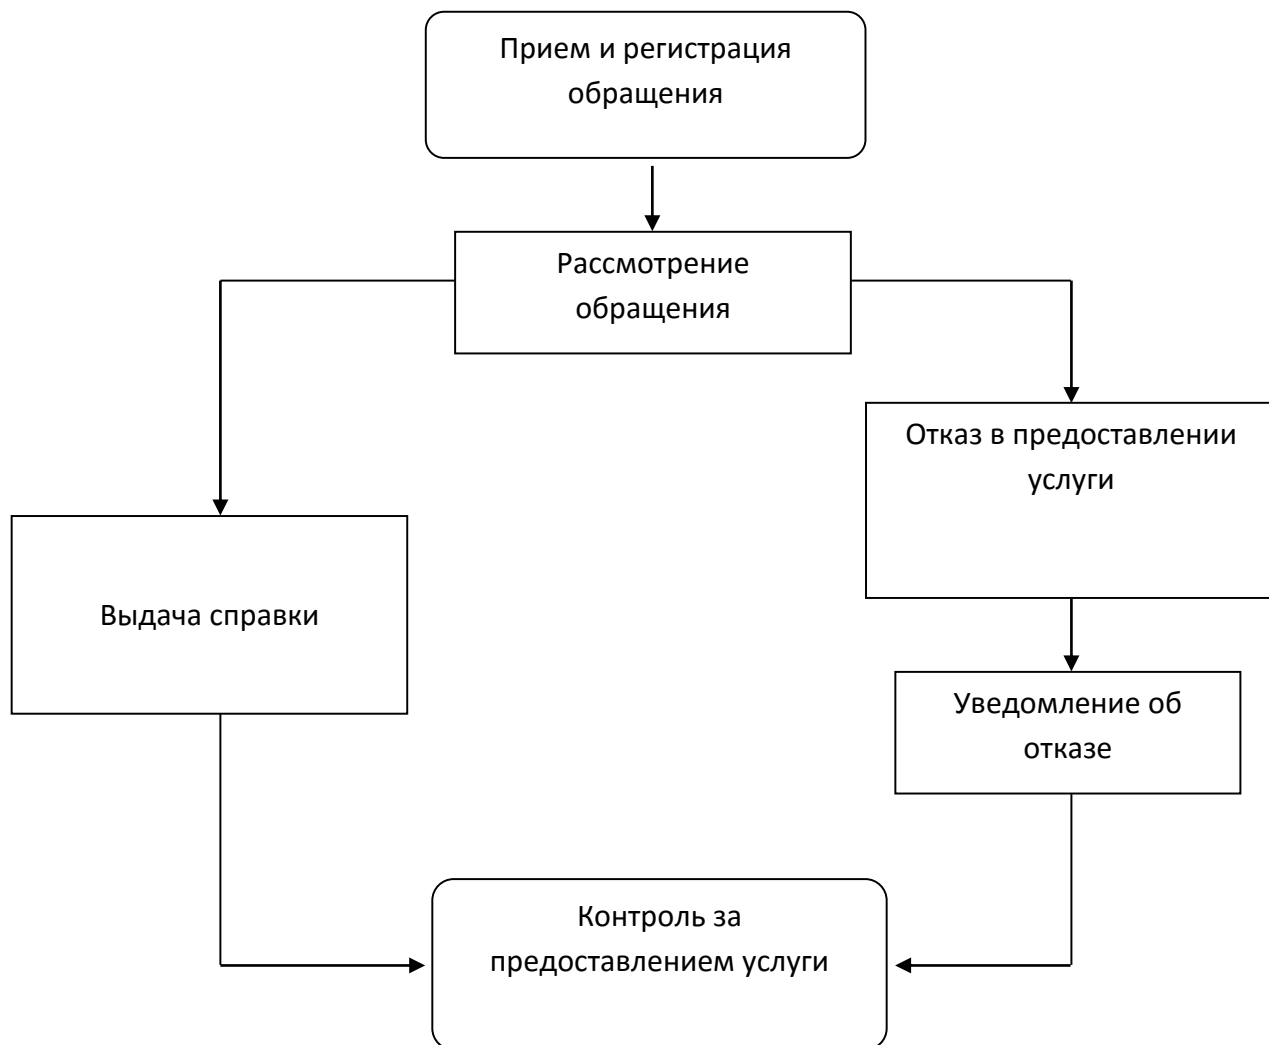 Прием и регистрация
обращения
Рассмотрение
обращения
Отказ в предоставлении
услуги
Выдача справки
Уведомление об
отказе
Контроль за
предоставлением услуги